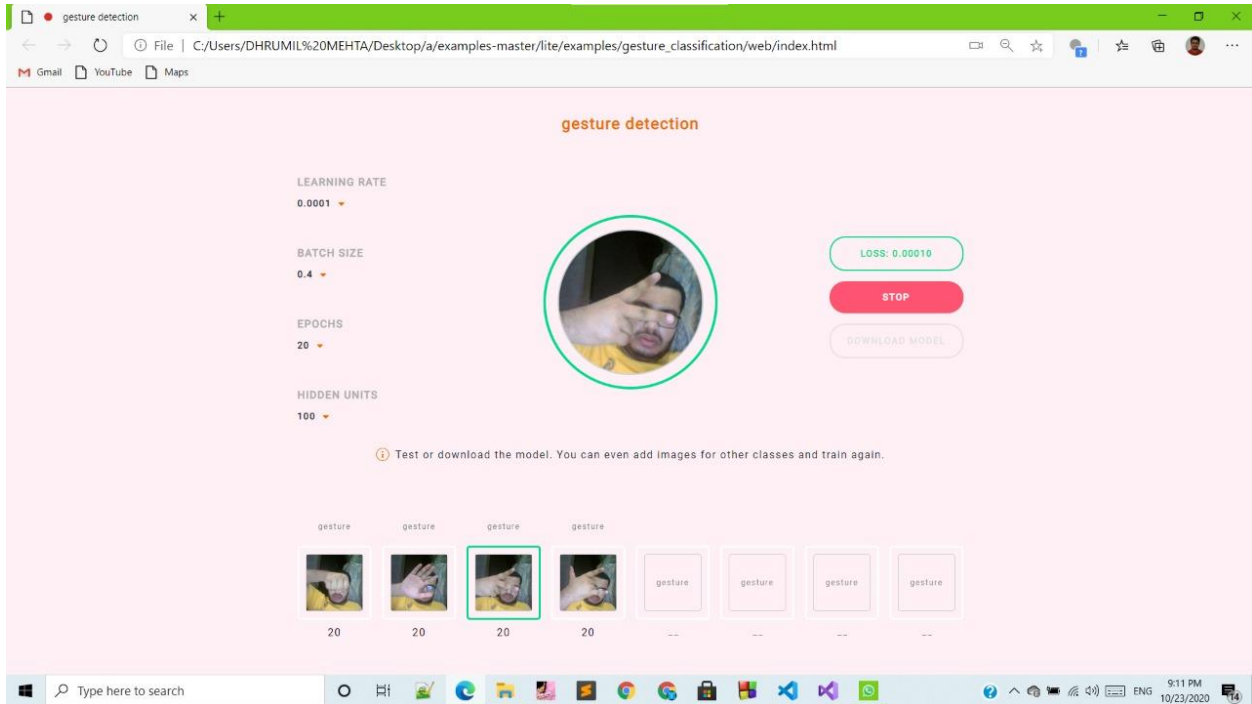 gesture detection
File | C:/Users/DHRUMIL%20MEHTA/Desktop/a/examples-master/lite/examples/gesture_classification/web/index.html
Gmail YouTube Maps
gesture detection
LEARNING RATE
0.0001
BATCH SIZE
0.4
EPOCHS
20
HIDDEN UNITS
100
LOSS: 0.00010
STOP
DOWNLOAD MODEL
Test or download the model. You can even add images for other classes and train again.
gesture gesture gesture gesture
gesture gesture gesture gesture
20 20 20 20 -- -- -- --
Type here to search
ENG
9:11 PM
10/23/2020
14